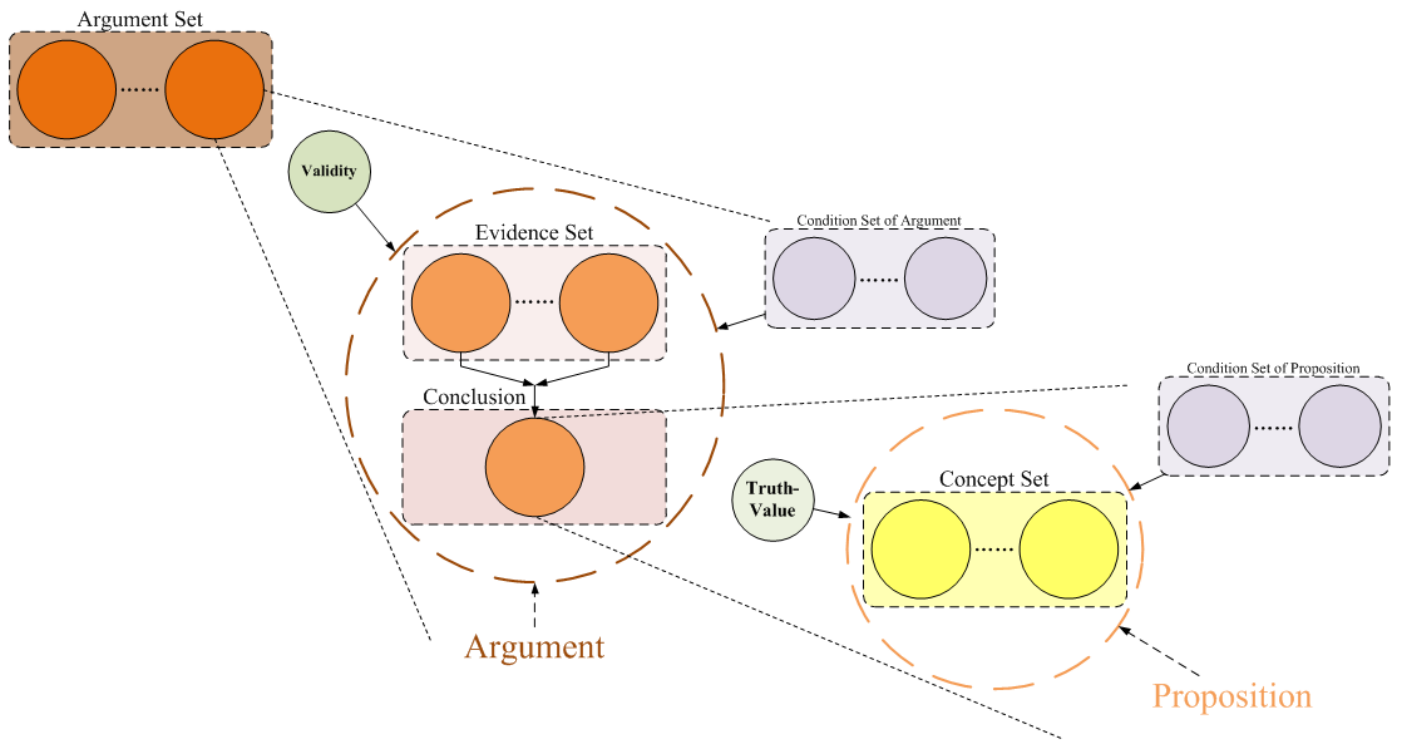 Argument Set
......
Validity
Evidence Set
......
Condition Set of Argument
......
Conclusion
Condition Set of Proposition
......
Truth-
Value
Concept Set
......
Argument
Proposition